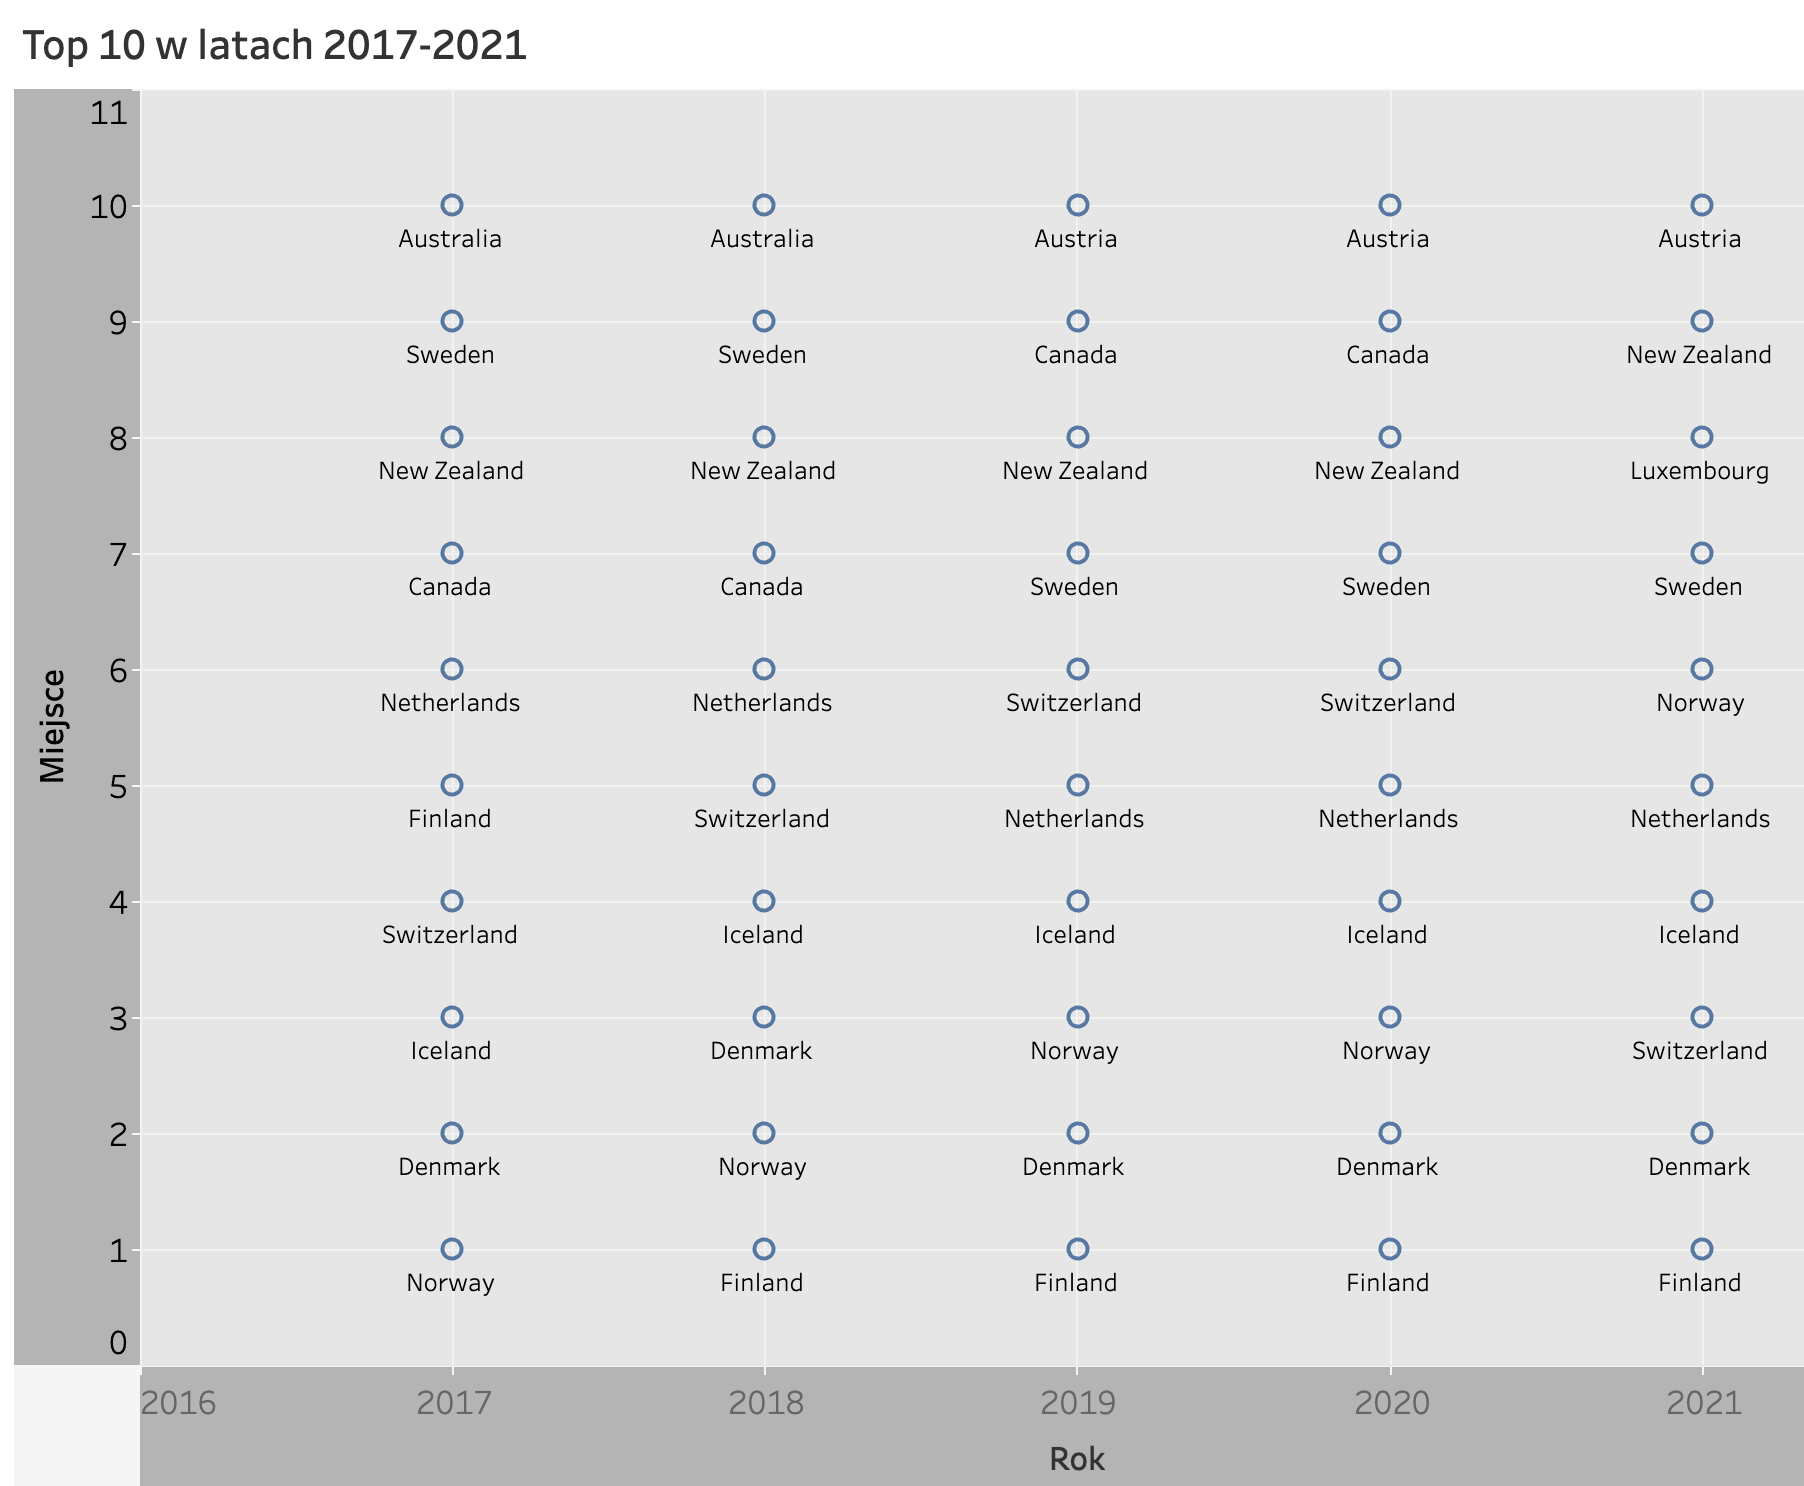 Top 10 w latach 2017-2021
11
10
Australia Australia Austria Austria Austria
9
Sweden Sweden Canada Canada New Zealand
8
New Zealand New Zealand New Zealand New Zealand Luxembourg
7
Canada Canada Sweden Sweden Sweden
6
Netherlands Netherlands Switzerland Switzerland Norway
Miejsce
5
Finland Switzerland Netherlands Netherlands Netherlands
4
Switzerland Iceland Iceland Iceland Iceland
3
Iceland Denmark Norway Norway Switzerland
2
Denmark Norway Denmark Denmark Denmark
1
Norway Finland Finland Finland Finland
0
2016 2017 2018 2019 2020 2021
Rok